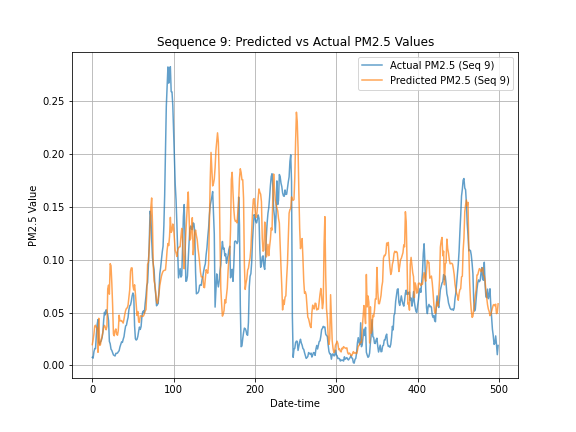 Sequence 9: Predicted vs Actual PM2.5 Values
Actual PM2.5 (Seq 9)
Predicted PM2.5 (Seq 9)
PM2.5 Value
0.25
0.20
0.15
0.10
0.05
0.00
0 100 200 300 400 500
Date-time